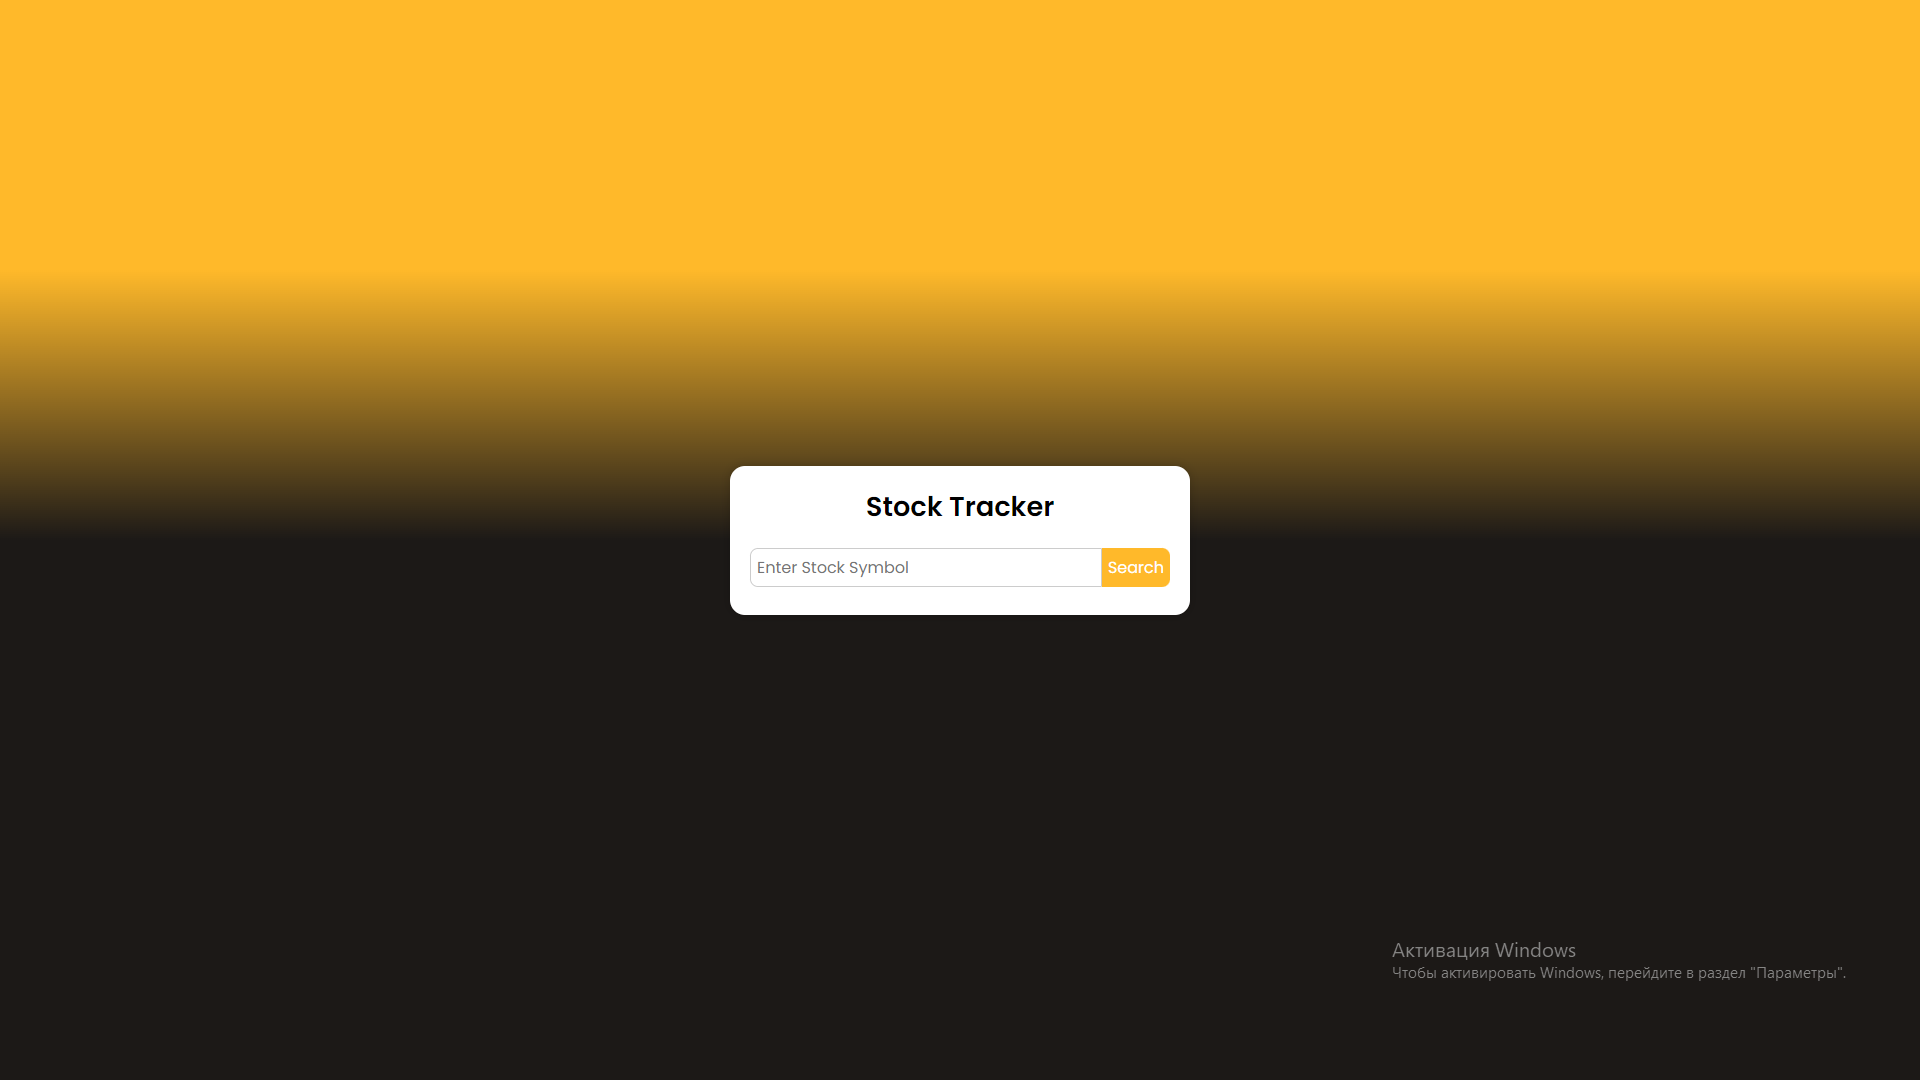 Stock Tracker
Enter Stock Symbol
Search
Активация Windows
Чтобы активировать Windows, перейдите в раздел "Параметры".